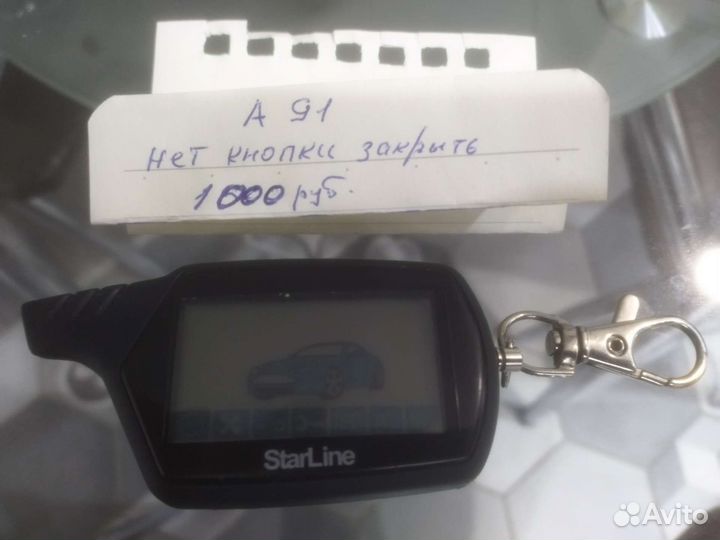 А 91
нет кнопки закрыть
1000 руб.
StarLine
Avito